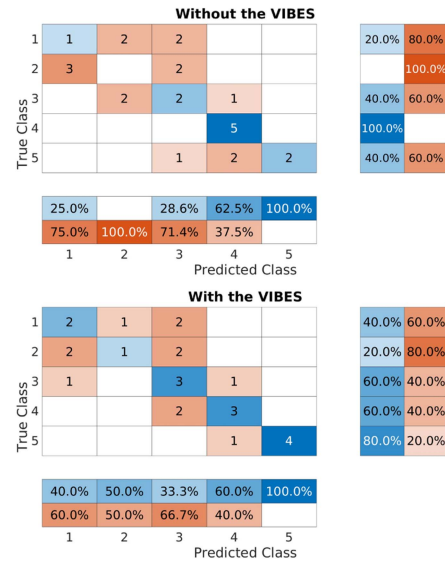 Without the VIBES
True Class
1 1 2 2 20.0% 80.0%
2 3 2 100.0%
3 2 2 1 40.0% 60.0%
4 5 100.0%
5 1 2 2 40.0% 60.0%
25.0% 28.6% 62.5% 100.0%
75.0% 100.0% 71.4% 37.5%
1 2 3 4 5
Predicted Class
With the VIBES
True Class
1 2 1 2 40.0% 60.0%
2 2 1 2 20.0% 80.0%
3 1 3 1 60.0% 40.0%
4 2 3 60.0% 40.0%
5 1 4 80.0% 20.0%
40.0% 50.0% 33.3% 60.0% 100.0%
60.0% 50.0% 66.7% 40.0%
1 2 3 4 5
Predicted Class